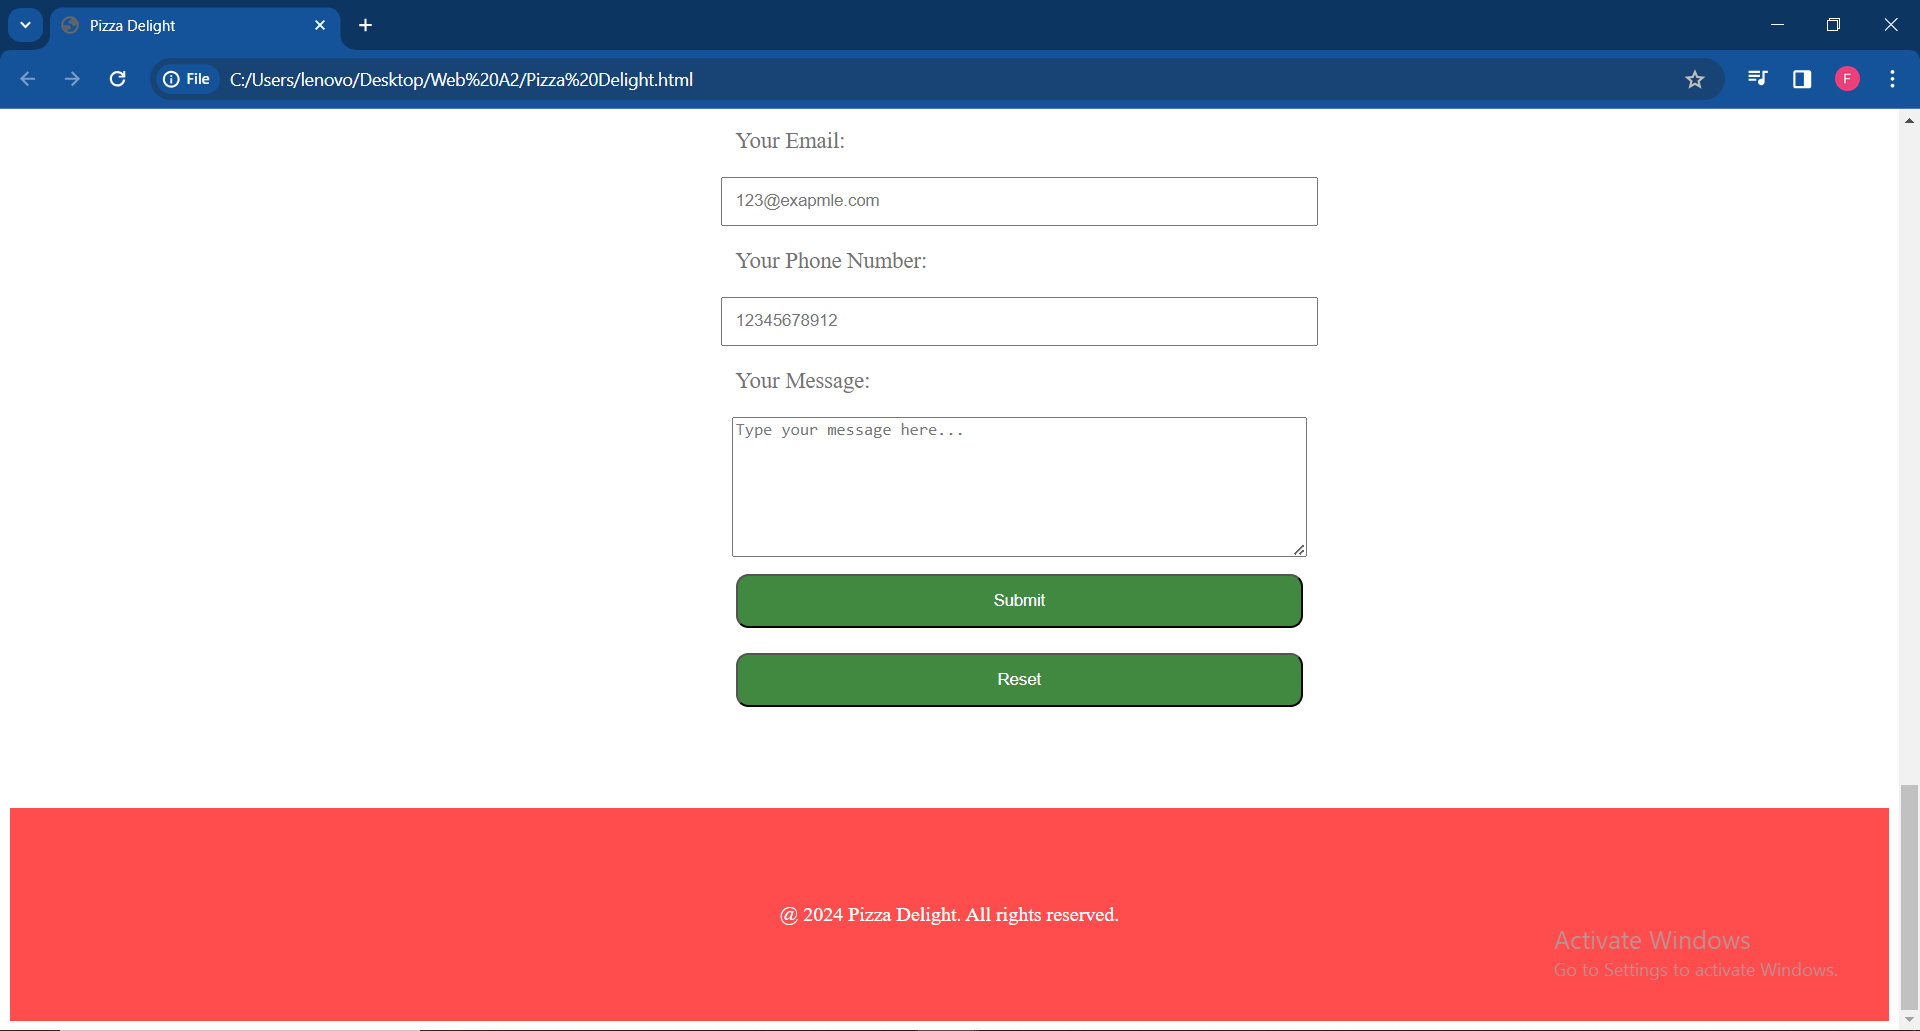 Pizza Delight
File C:/Users/lenovo/Desktop/Web%20A2/Pizza%20Delight.html
F
Your Email:
123@exapmle.com
Your Phone Number:
12345678912
Your Message:
Type your message here...
Submit
Reset
@ 2024 Pizza Delight. All rights reserved.
Activate Windows
Go to Settings to activate Windows.